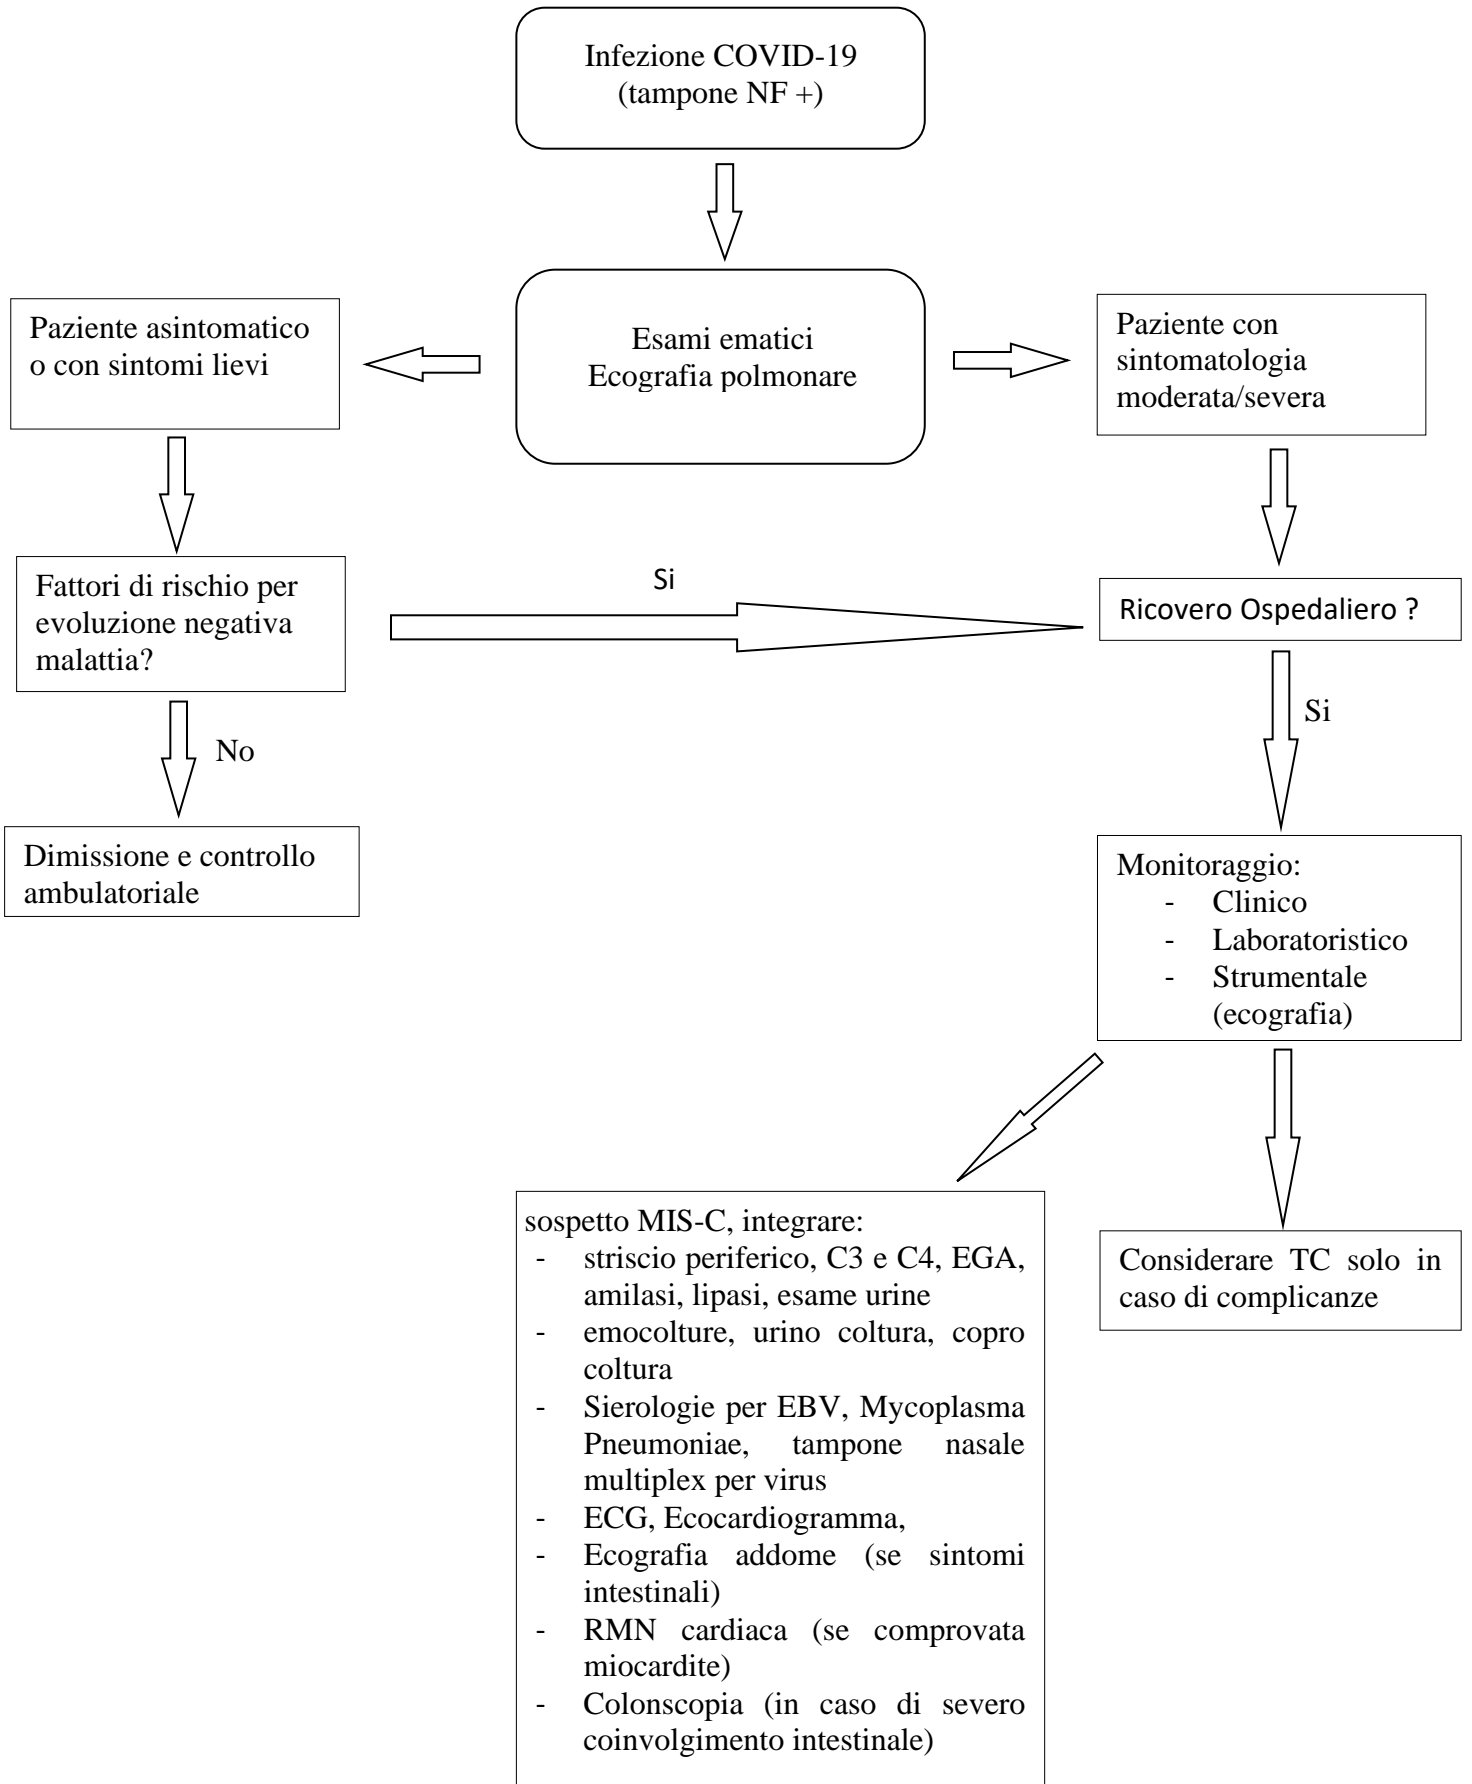 Infezione COVID-19
(tampone NF +)
Paziente asintomatico
o con sintomi lievi
Esami ematici
Ecografia polmonare
Paziente con
sintomatologia
moderata/severa
Fattori di rischio per
evoluzione negativa
malattia?
Si
Ricovero Ospedaliero ?
No
Si
Dimissione e controllo
ambulatoriale
Monitoraggio:
- Clinico
- Laboratoristico
- Strumentale
(ecografia)
sospetto MIS-C, integrare:
- striscio periferico, C3 e C4, EGA,
amilasi, lipasi, esame urine
- emocolture, urino coltura, copro
coltura
- Sierologie per EBV, Mycoplasma
Pneumoniae, tampone nasale
multiplex per virus
- ECG, Ecocardiogramma,
- Ecografia addome (se sintomi
intestinali)
- RMN cardiaca (se comprovata
miocardite)
- Colonscopia (in caso di severo
coinvolgimento intestinale)
Considerare TC solo in
caso di complicanze